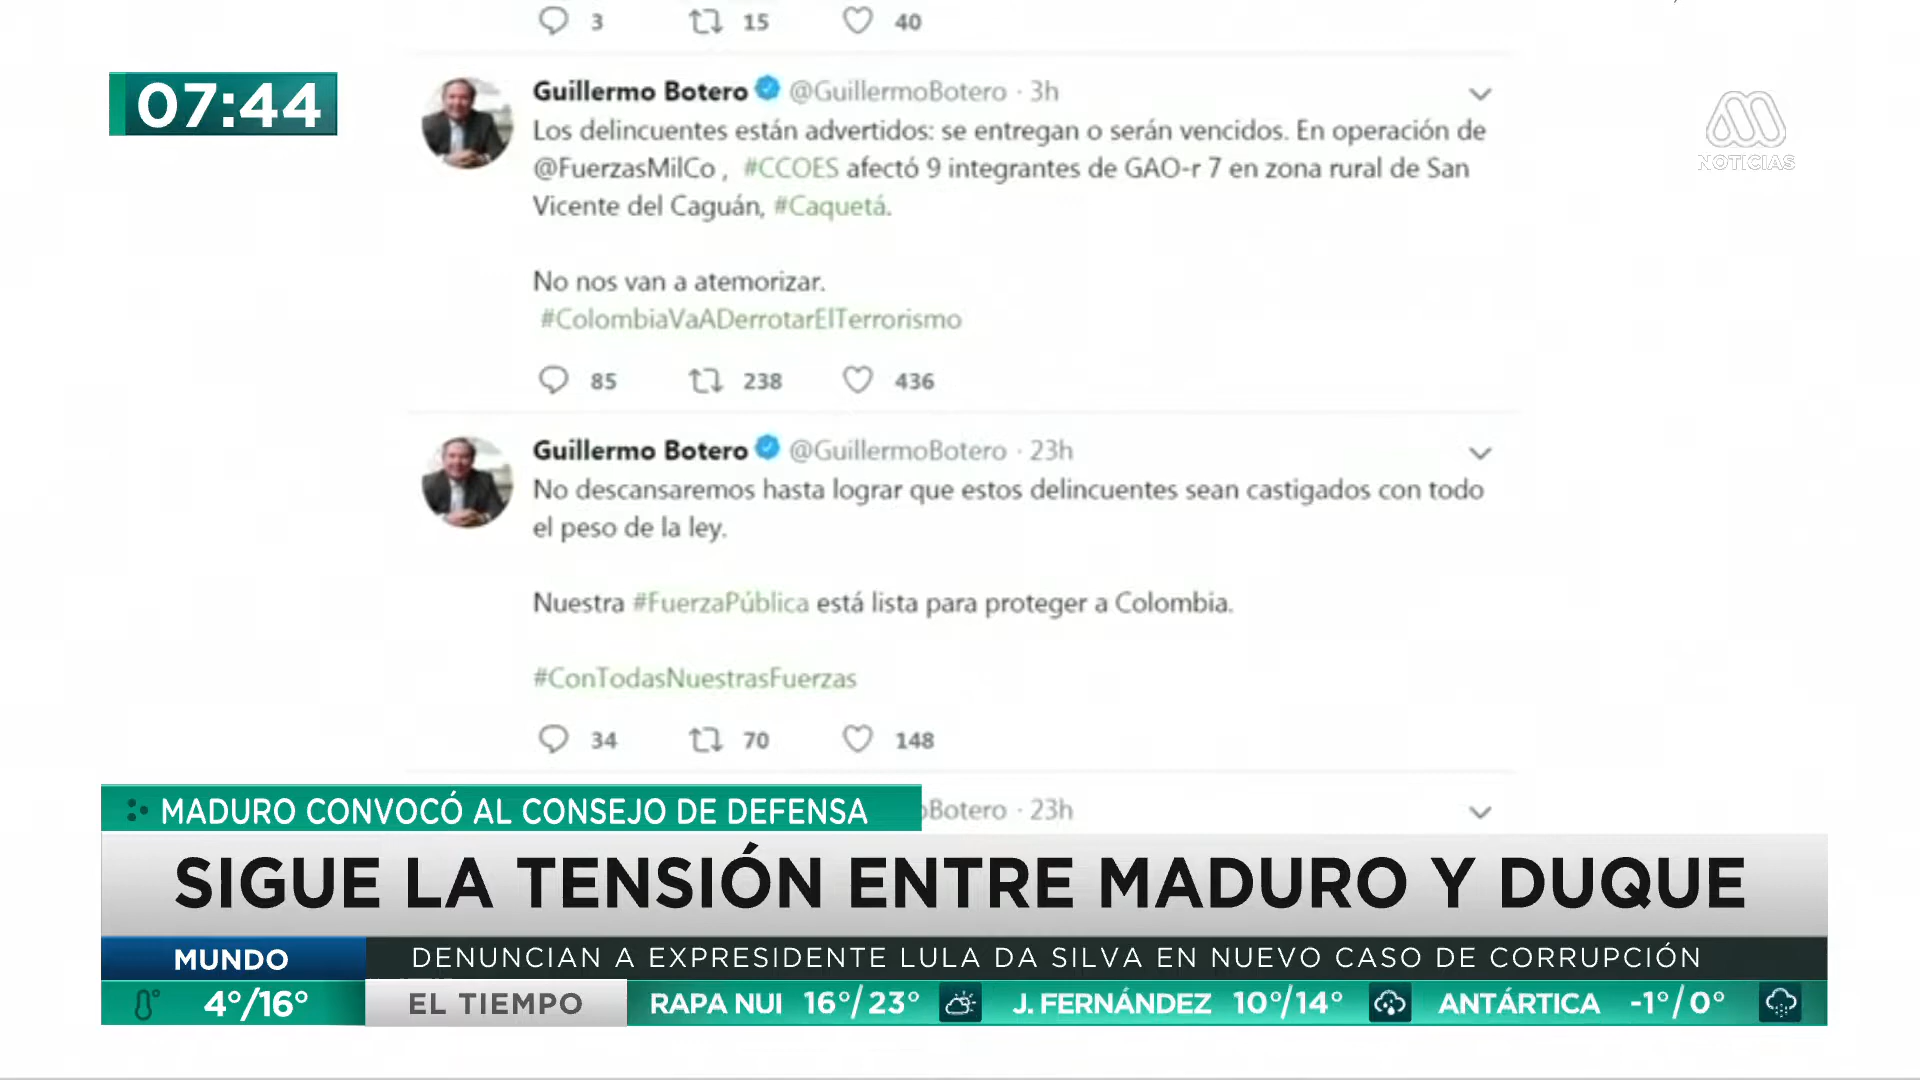 3 15 40
07:44
Guillermo Botero @GuillermoBotero · 3h
Los delincuentes están advertidos: se entregan o serán vencidos. En operación de
@FuerzasMilCo , #CCOES afectó 9 integrantes de GAO-r 7 en zona rural de San
Vicente del Caguán, #Caquetá.
No nos van a atemorizar.
#ColombiaVaADerrotarElTerrorismo
85 238 436
NOTICIAS
Guillermo Botero @GuillermoBotero · 23h
No descansaremos hasta lograr que estos delincuentes sean castigados con todo
el peso de la ley.
Nuestra #FuerzaPública está lista para proteger a Colombia.
#ConTodasNuestrasFuerzas
34 70 148
Botero · 23h
MADURO CONVOCÓ AL CONSEJO DE DEFENSA
SIGUE LA TENSIÓN ENTRE MADURO Y DUQUE
MUNDO DENUNCIAN A EXPRESIDENTE LULA DA SILVA EN NUEVO CASO DE CORRUPCIÓN
4°/16° EL TIEMPO RAPA NUI 16°/23° J. FERNÁNDEZ 10°/14° ANTÁRTICA -1°/0°